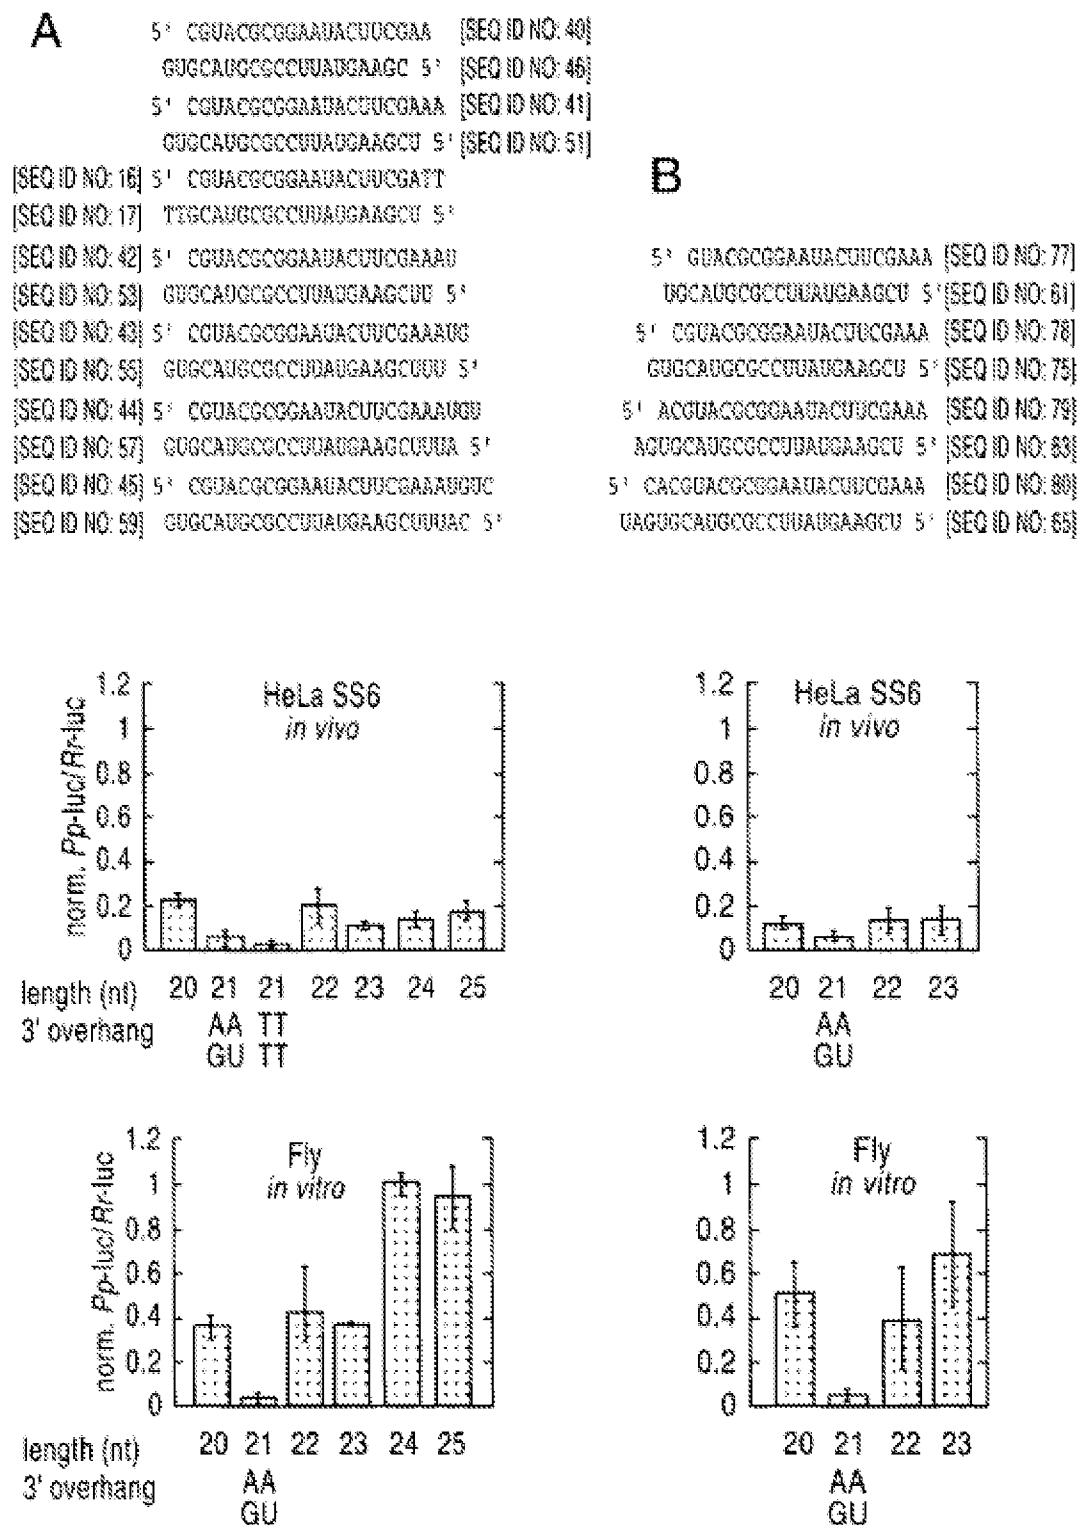 A
5' CGUACGCGGAAUACUUCGAA [SEQ ID NO: 40]
GUGCAUGCGCCUUAUGAAGC 5' [SEQ ID NO: 46]
5' CGUACGCGGAAUACUUCGAAA [SEQ ID NO: 41]
GUGCAUGCGCCUUAUGAAGCU 5' [SEQ ID NO: 51]
[SEQ ID NO: 16] 5' CGUACGCGGAAUACUUCGATT
[SEQ ID NO: 17] TTGCAUGCGCCUUAUGAAGCU 5'
[SEQ ID NO: 42] 5' CGUACGCGGAAUACUUCGAAAU
[SEQ ID NO: 53] GUGCAUGCGCCUUAUGAAGCUU 5'
[SEQ ID NO: 43] 5' CGUACGCGGAAUACUUCGAAAUG
[SEQ ID NO: 55] GUGCAUGCGCCUUAUGAAGCUUU 5'
[SEQ ID NO: 44] 5' CGUACGCGGAAUACUUCGAAAUGU
[SEQ ID NO: 57] GUGCAUGCGCCUUAUGAAGCUUUA 5'
[SEQ ID NO: 45] 5' CGUACGCGGAAUACUUCGAAAUGUC
[SEQ ID NO: 59] GUGCAUGCGCCUUAUGAAGCUUUAC 5'
B
5' GUACGCGGAAUACUUCGAAA [SEQ ID NO: 77]
UGCAUGCGCCUUAUGAAGCU 5' [SEQ ID NO: 61]
5' CGUACGCGGAAUACUUCGAAA [SEQ ID NO: 78]
GUGCAUGCGCCUUAUGAAGCU 5' [SEQ ID NO: 75]
5' ACGUACGCGGAAUACUUCGAAA [SEQ ID NO: 79]
AGUGCAUGCGCCUUAUGAAGCU 5' [SEQ ID NO: 83]
5' CACGUACGCGGAAUACUUCGAAA [SEQ ID NO: 80]
UAGUGCAUGCGCCUUAUGAAGCU 5' [SEQ ID NO: 65]
norm. Pp-luc/Rr-luc
1.2
1
0.8
0.6
0.4
0.2
0
HeLa SS6
in vivo
length (nt) 20 21 21 22 23 24 25
3' overhang AA TT
GU TT
1.2
1
0.8
0.6
0.4
0.2
0
HeLa SS6
in vivo
20 21 22 23
AA
GU
norm. Pp-luc/Rr-luc
1.2
1
0.8
0.6
0.4
0.2
0
Fly
in vitro
length (nt) 20 21 22 23 24 25
3' overhang AA
GU
1.2
1
0.8
0.6
0.4
0.2
0
Fly
in vitro
20 21 22 23
AA
GU